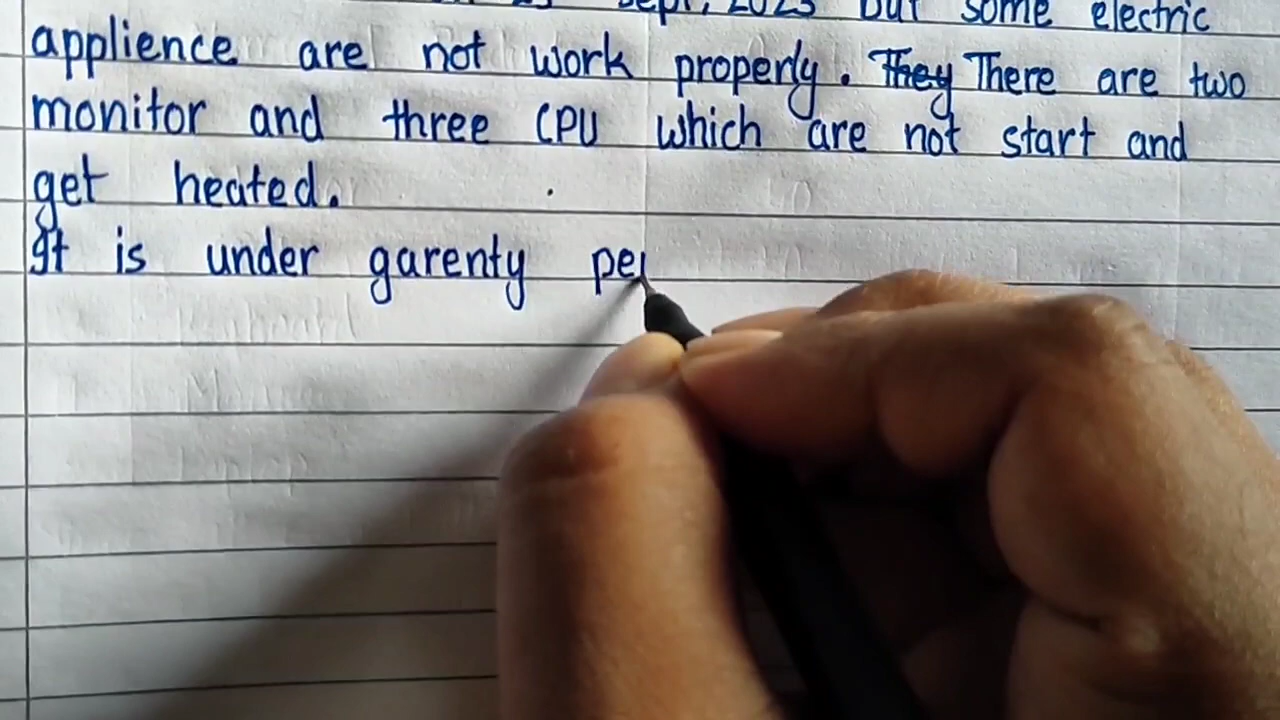 Sept, 2023 but some electric
applience are not work properly. They There are two
monitor and three CPU which are not start and
get heated.
It is under garenty per